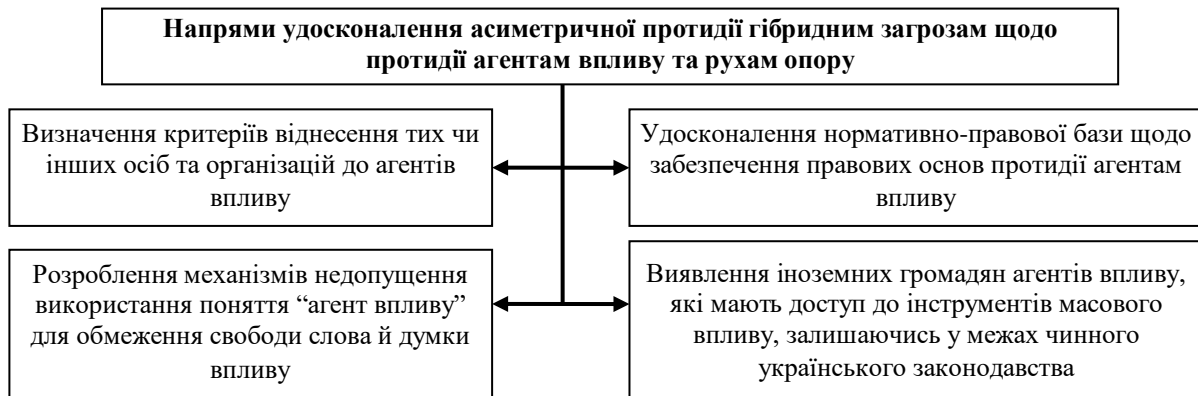 Напрями удосконалення асиметричної протидії гібридним загрозам щодо
протидії агентам впливу та рухам опору
Визначення критеріїв віднесення тих чи
інших осіб та організацій до агентів
впливу
Удосконалення нормативно-правової бази щодо
забезпечення правових основ протидії агентам
впливу
Розроблення механізмів недопущення
використання поняття “агент впливу”
для обмеження свободи слова й думки
впливу
Виявлення іноземних громадян агентів впливу,
які мають доступ до інструментів масового
впливу, залишаючись у межах чинного
українського законодавства